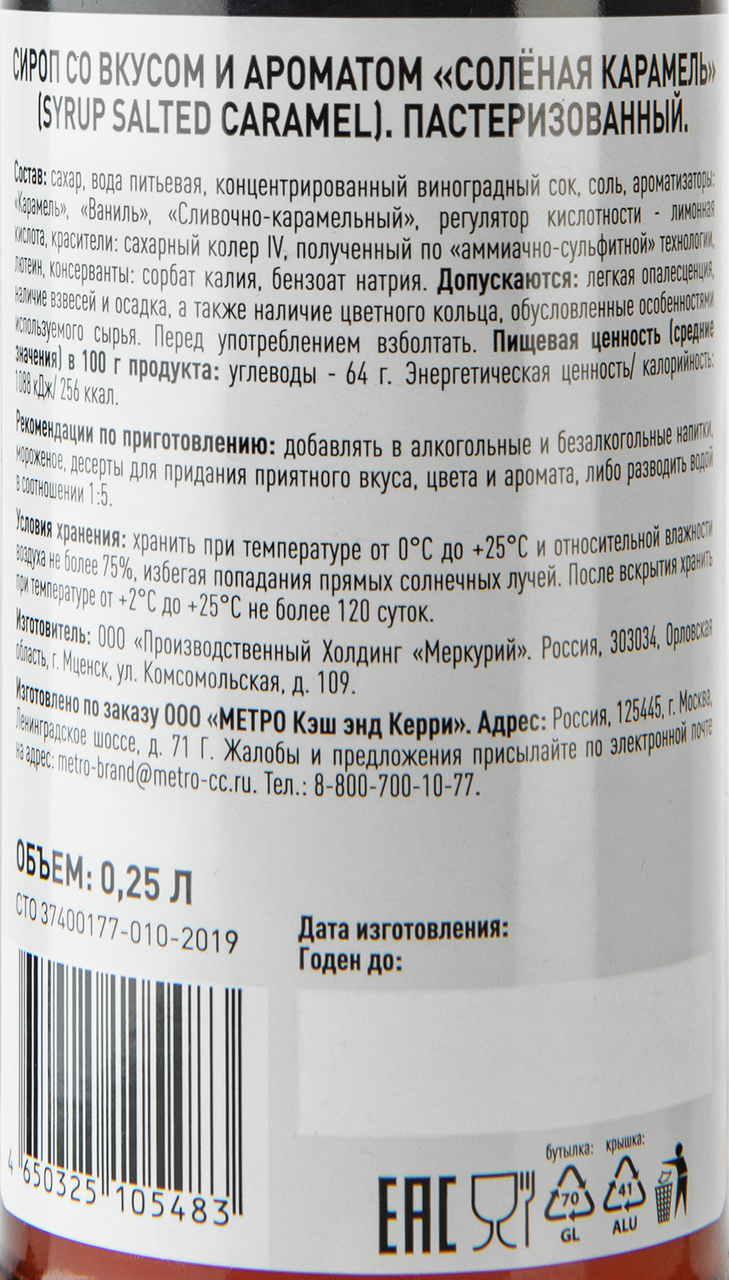 СИРОП СО ВКУСОМ И АРОМАТОМ «СОЛЁНАЯ КАРАМЕЛЬ»
(SYRUP SALTED CARAMEL). ПАСТЕРИЗОВАННЫЙ.
Состав: сахар, вода питьевая, концентрированный виноградный сок, соль, ароматизаторы:
«Карамель», «Ваниль», «Сливочно-карамельный», регулятор кислотности - лимонная
кислота, красители: сахарный колер IV, полученный по «аммиачно-сульфитной» технологии,
лютеин, консерванты: сорбат калия, бензоат натрия. Допускаются: легкая опалесценция,
наличие взвесей и осадка, а также наличие цветного кольца, обусловленные особенностями
используемого сырья. Перед употреблением взболтать. Пищевая ценность (средние
значения) в 100 г продукта: углеводы - 64 г. Энергетическая ценность/ калорийность:
1088 кДж/ 256 ккал.
Рекомендации по приготовлению: добавлять в алкогольные и безалкогольные напитки,
мороженое, десерты для придания приятного вкуса, цвета и аромата, либо разводить водой
в соотношении 1:5.
Условия хранения: хранить при температуре от 0°С до +25°С и относительной влажности
воздуха не более 75%, избегая попадания прямых солнечных лучей. После вскрытия хранить
при температуре от +2°С до +25°С не более 120 суток.
Изготовитель: ООО «Производственный Холдинг «Меркурий». Россия, 303034, Орловская
область, г. Мценск, ул. Комсомольская, д. 109.
Изготовлено по заказу ООО «МЕТРО Кэш энд Керри». Адрес: Россия, 125445, г. Москва,
Ленинградское шоссе, д. 71 Г. Жалобы и предложения присылайте по электронной почте
на адрес: metro-brand@metro-cc.ru. Тел.: 8-800-700-10-77.
ОБЪЕМ: 0,25 Л
СТО 37400177-010-2019
Дата изготовления:
Годен до:
4 650325 105483
EAC
бутылка: крышка:
70 41
GL ALU